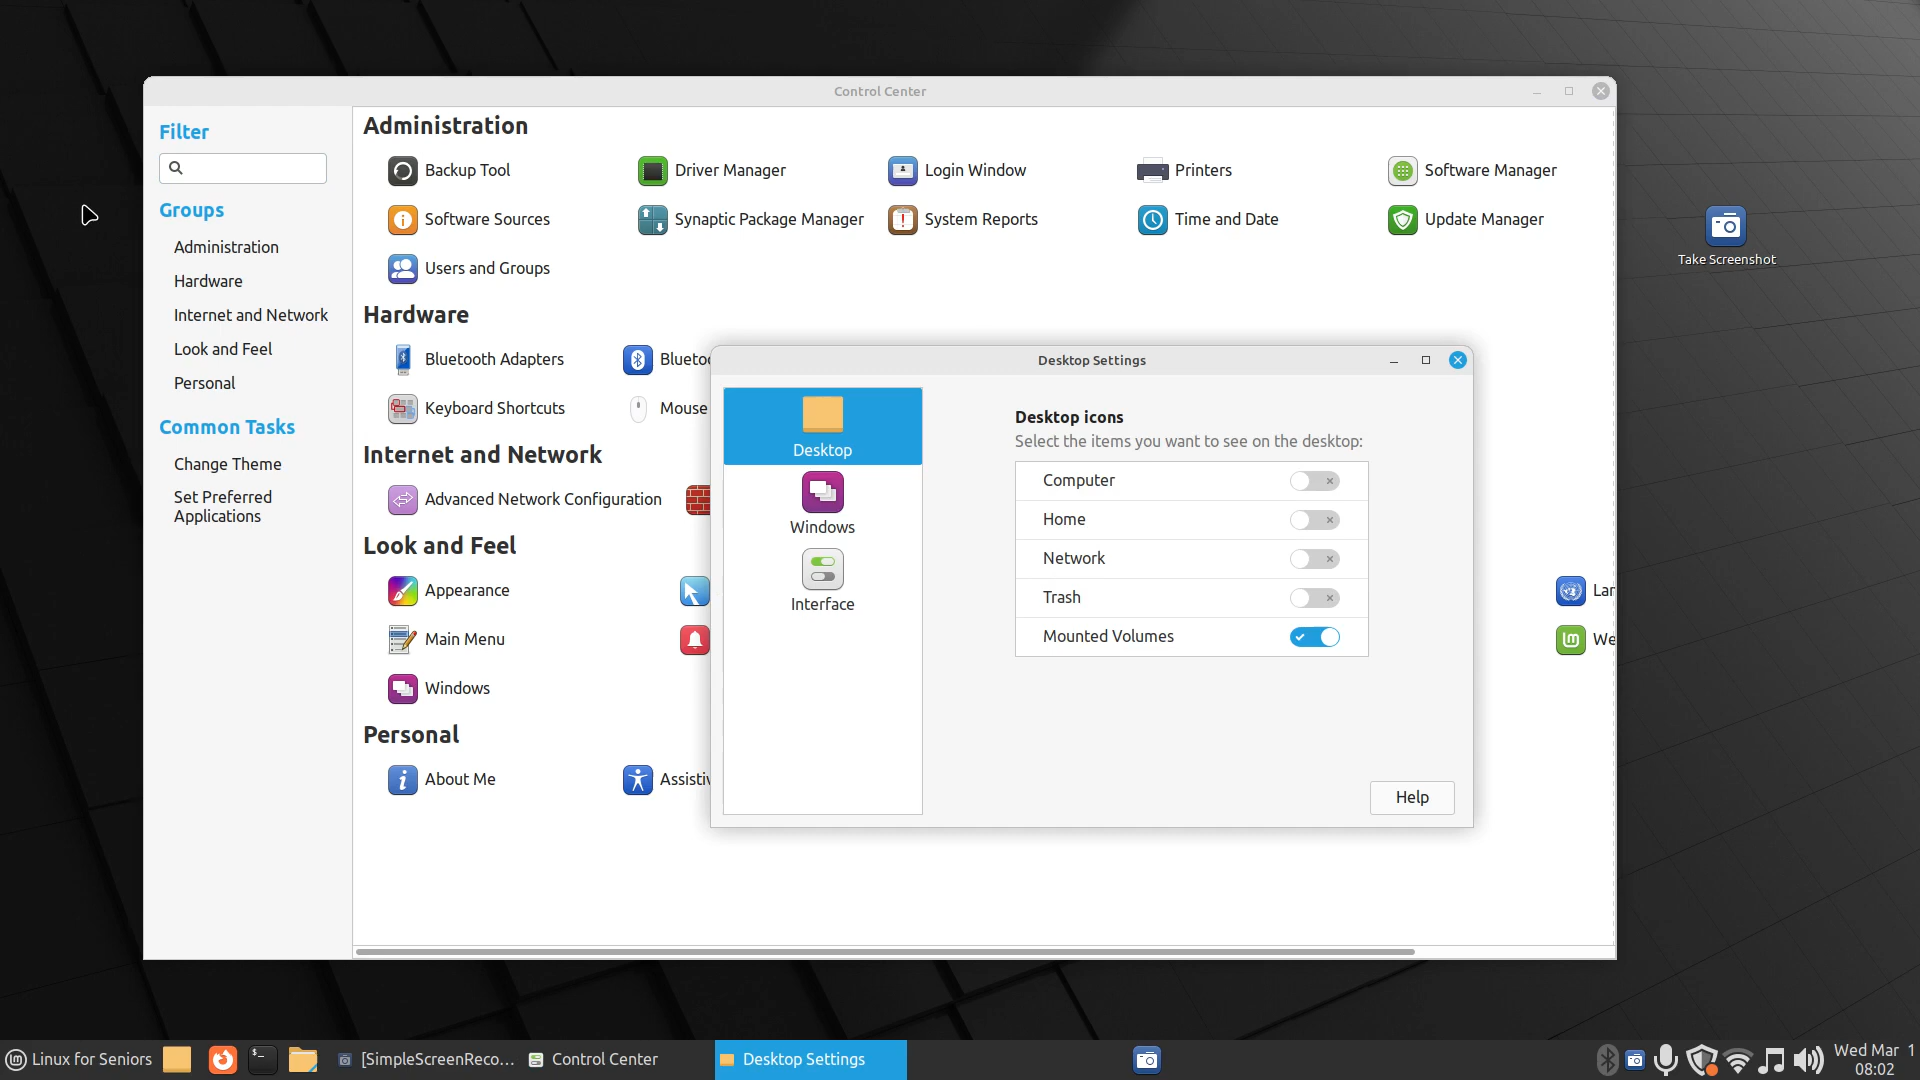 Control Center
Filter
Groups
Administration
Hardware
Internet and Network
Look and Feel
Personal
Common Tasks
Change Theme
Set Preferred
Applications
Administration
Backup Tool
Driver Manager
Login Window
Printers
Software Manager
Software Sources
Synaptic Package Manager
System Reports
Time and Date
Update Manager
Users and Groups
Hardware
Bluetooth Adapters
Keyboard Shortcuts
Mouse
Internet and Network
Advanced Network Configuration
Look and Feel
Appearance
Main Menu
Windows
Personal
About Me
Desktop Settings
Desktop
Windows
Interface
Desktop icons
Select the items you want to see on the desktop:
Computer
Home
Network
Trash
Mounted Volumes
Help
Take Screenshot
Linux for Seniors
[SimpleScreenReco...
Control Center
Desktop Settings
Wed Mar 1
08:02